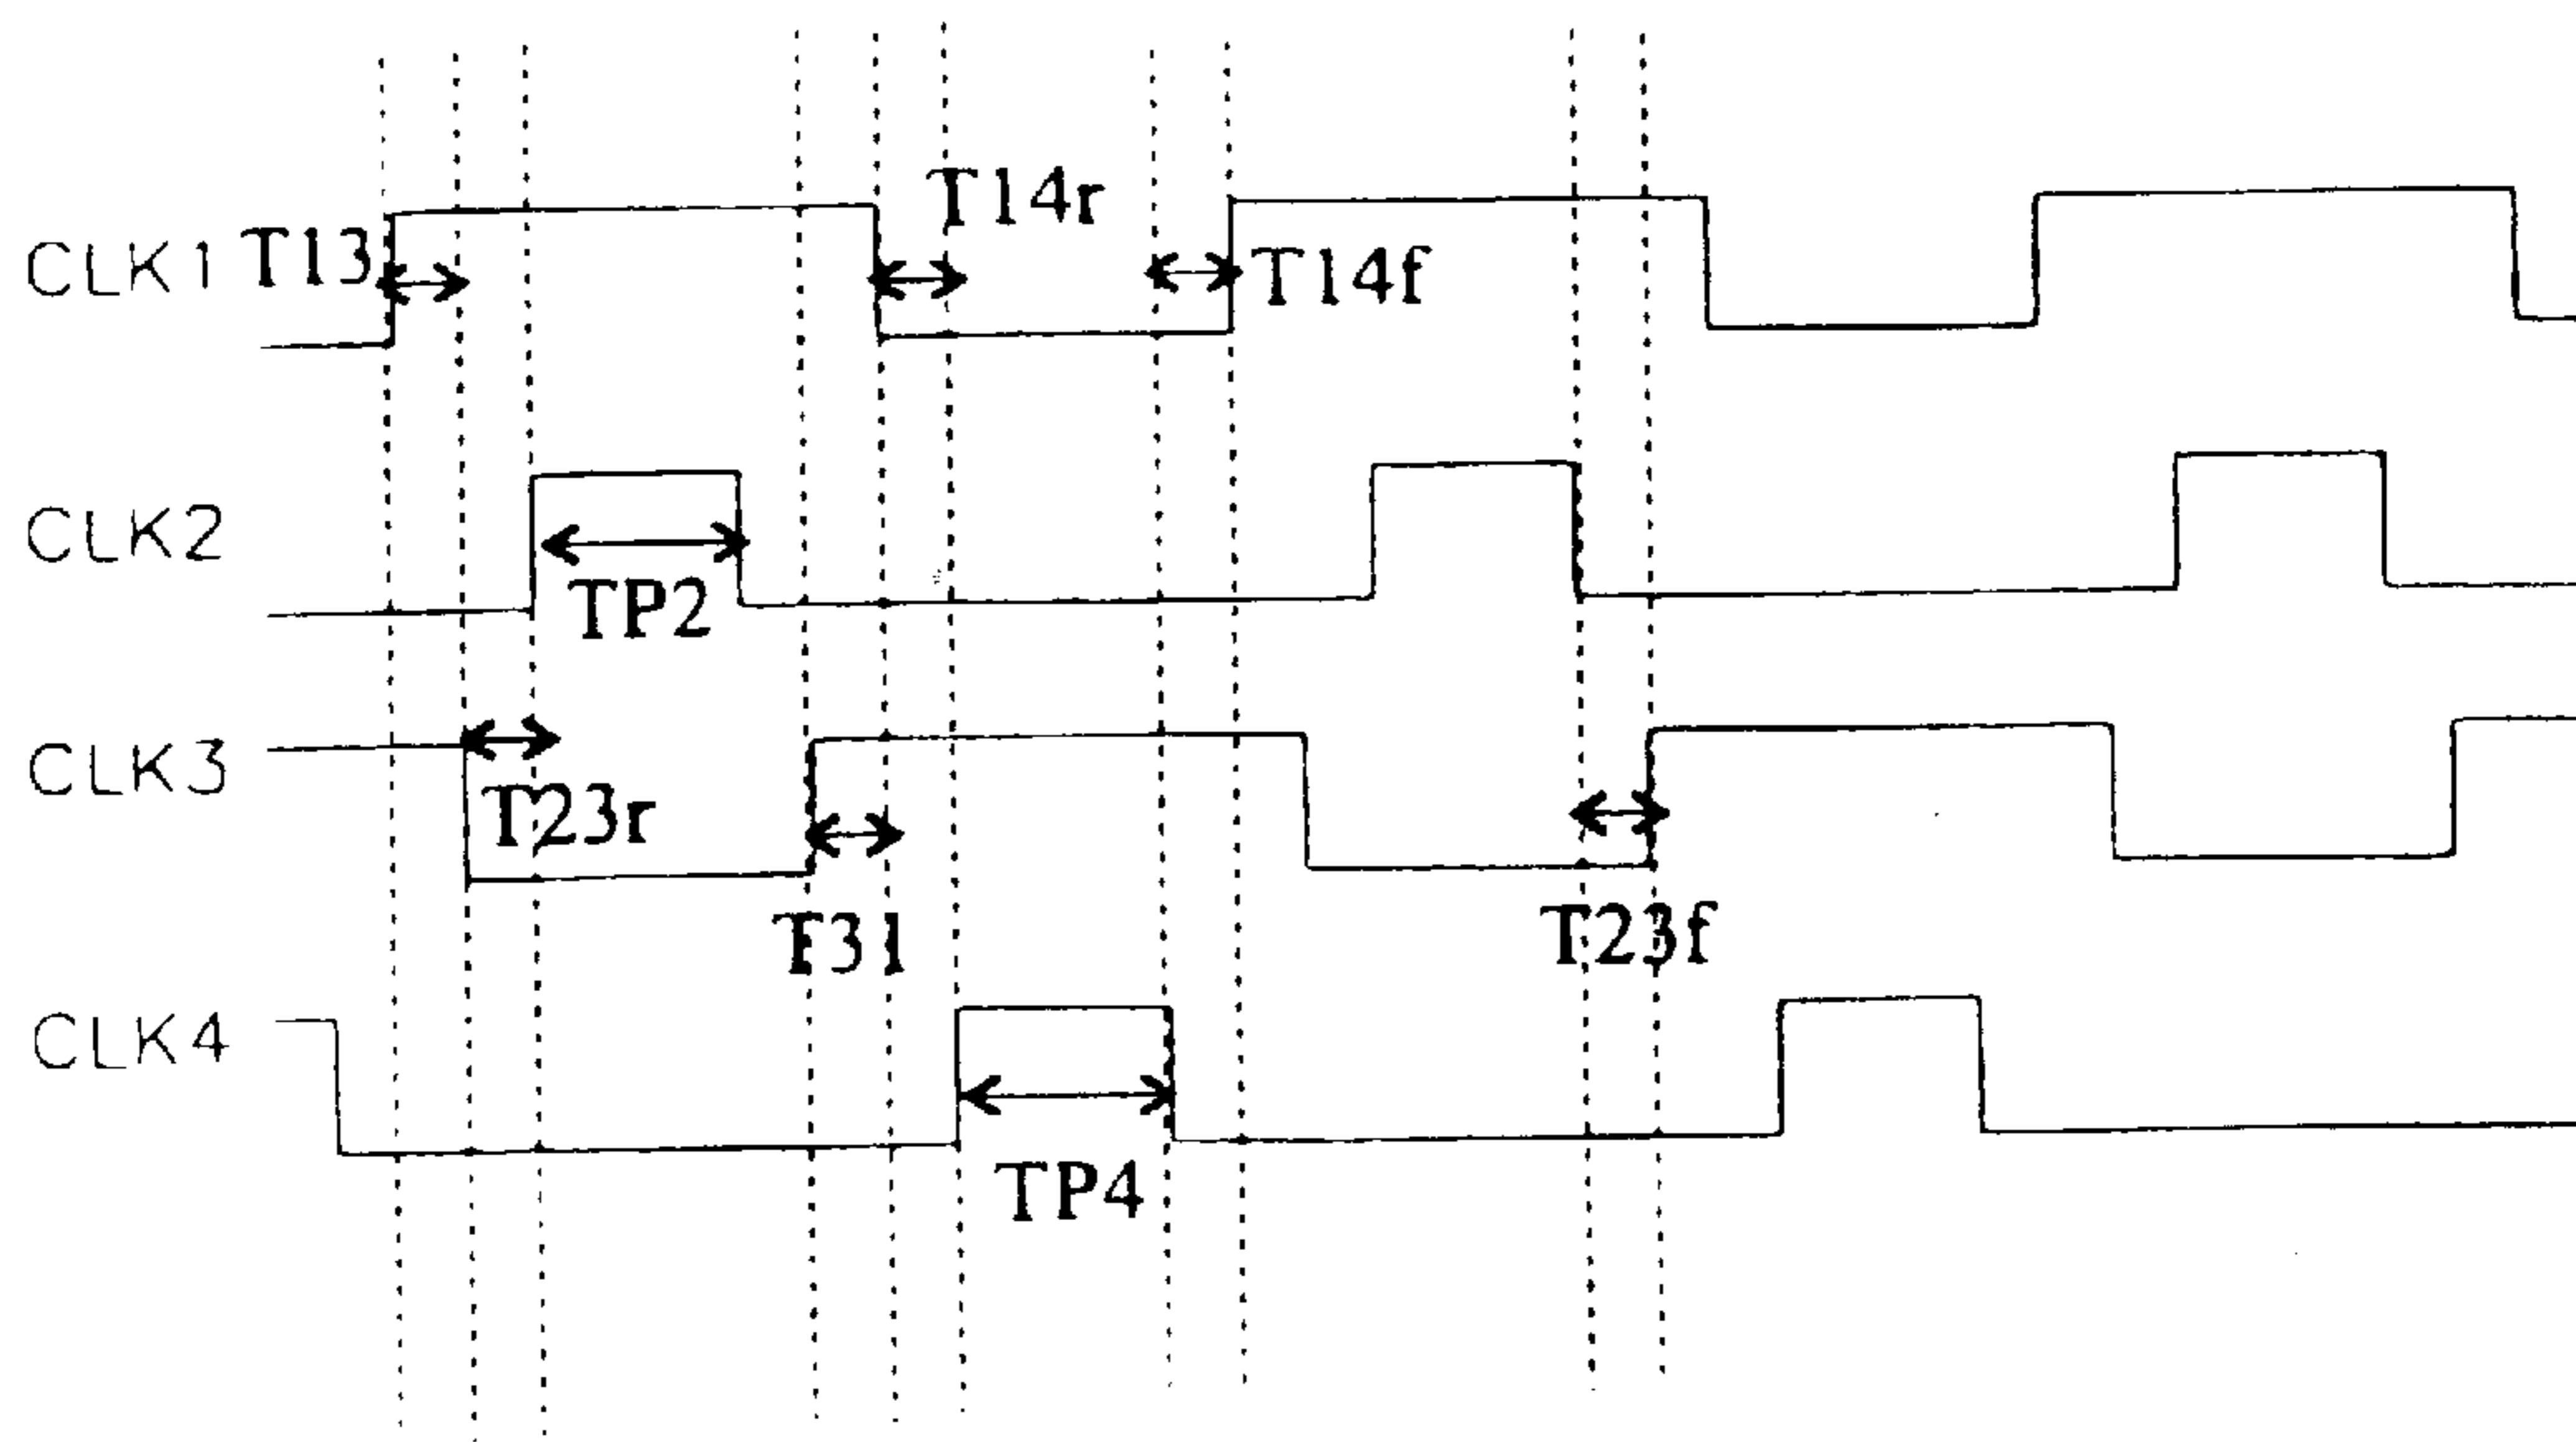 T14r
CLK1 T13 T14f
CLK2
TP2
CLK3
T23r
T31 T23f
CLK4
TP4